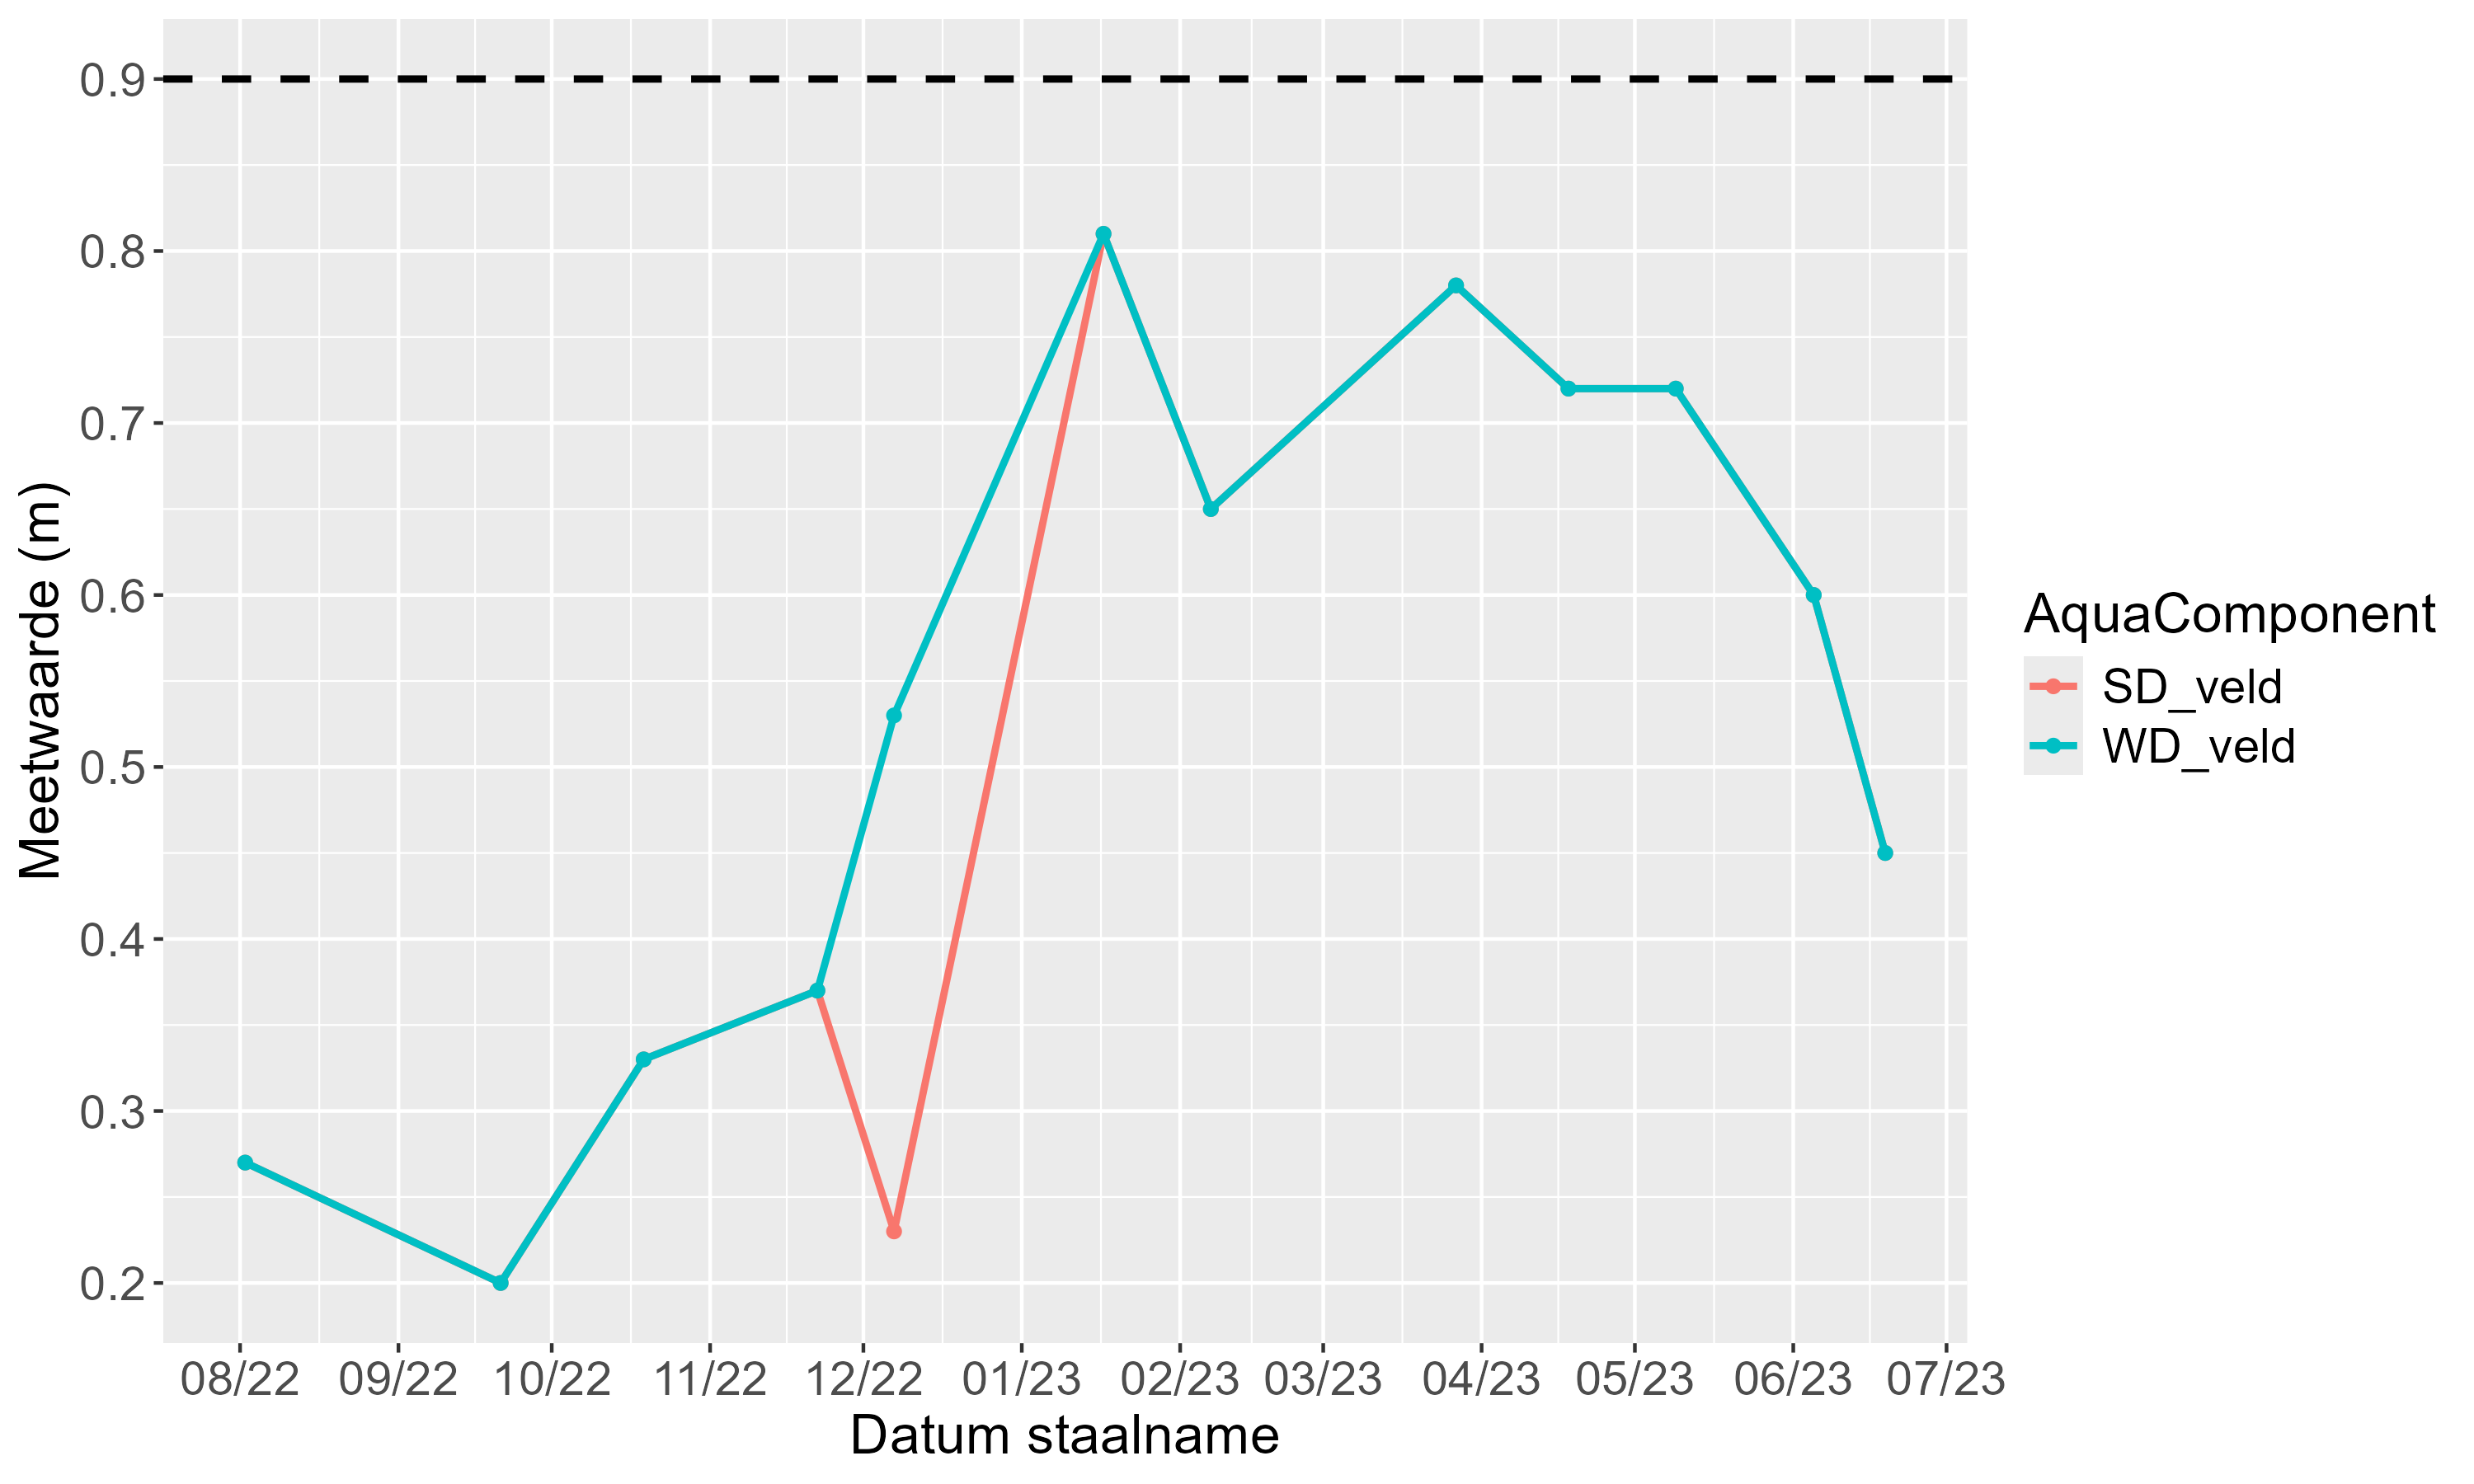 Meetwaarde (m)
0.9
0.8
0.7
0.6
0.5
0.4
0.3
0.2
08/22 09/22 10/22 11/22 12/22 01/23 02/23 03/23 04/23 05/23 06/23 07/23
Datum staalname
AquaComponent
SD_veld
WD_veld